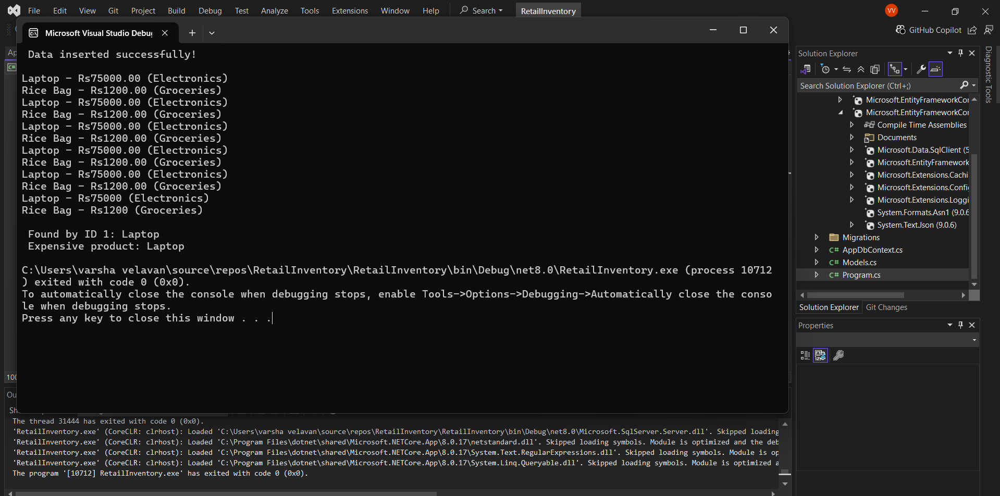 File Edit View Git Project Build Debug Test Analyze Tools Extensions Window Help Search RetailInventory VV
GitHub Copilot
Microsoft Visual Studio Debu
Data inserted successfully!
Laptop - Rs75000.00 (Electronics)
Rice Bag - Rs1200.00 (Groceries)
Laptop - Rs75000.00 (Electronics)
Rice Bag - Rs1200.00 (Groceries)
Laptop - Rs75000.00 (Electronics)
Rice Bag - Rs1200.00 (Groceries)
Laptop - Rs75000.00 (Electronics)
Rice Bag - Rs1200.00 (Groceries)
Laptop - Rs75000.00 (Electronics)
Rice Bag - Rs1200.00 (Groceries)
Laptop - Rs75000 (Electronics)
Rice Bag - Rs1200 (Groceries)
Found by ID 1: Laptop
Expensive product: Laptop
C:\Users\varsha velavan\source\repos\RetailInventory\RetailInventory\bin\Debug\net8.0\RetailInventory.exe (process 10712
) exited with code 0 (0x0).
To automatically close the console when debugging stops, enable Tools->Options->Debugging->Automatically close the conso
le when debugging stops.
Press any key to close this window . . .
Solution Explorer
Search Solution Explorer (Ctrl+;)
Microsoft.EntityFrameworkCor
Microsoft.EntityFrameworkCor
Compile Time Assemblies
Documents
Microsoft.Data.SqlClient (5
Microsoft.EntityFramework
Microsoft.Extensions.Cachi
Microsoft.Extensions.Config
Microsoft.Extensions.Loggi
System.Formats.Asn1 (9.0.6
System.Text.Json (9.0.6)
Migrations
C# AppDbContext.cs
C# Models.cs
C# Program.cs
Solution Explorer Git Changes
Properties
Diagnostic Tools
Ap
C#
100
Ou
Sh
The thread 31444 has exited with code 0 (0x0).
'RetailInventory.exe' (CoreCLR: clrhost): Loaded 'C:\Users\varsha velavan\source\repos\RetailInventory\RetailInventory\bin\Debug\net8.0\Microsoft.SqlServer.Server.dll'. Skipped loading
'RetailInventory.exe' (CoreCLR: clrhost): Loaded 'C:\Program Files\dotnet\shared\Microsoft.NETCore.App\8.0.17\netstandard.dll'. Skipped loading symbols. Module is optimized and the deb
'RetailInventory.exe' (CoreCLR: clrhost): Loaded 'C:\Program Files\dotnet\shared\Microsoft.NETCore.App\8.0.17\System.Text.RegularExpressions.dll'. Skipped loading symbols. Module is op
'RetailInventory.exe' (CoreCLR: clrhost): Loaded 'C:\Program Files\dotnet\shared\Microsoft.NETCore.App\8.0.17\System.Linq.Queryable.dll'. Skipped loading symbols. Module is optimized a
The program '[10712] RetailInventory.exe' has exited with code 0 (0x0).